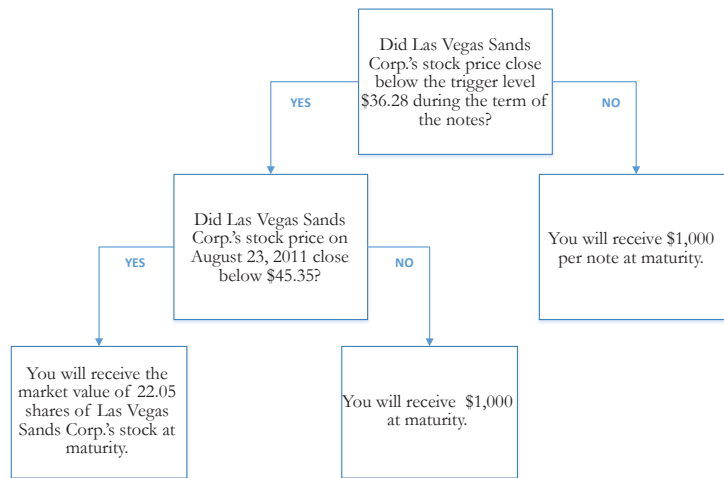 Did Las Vegas Sands
Corp.'s stock price close
below the trigger level
$36.28 during the term of
the notes?
YES
NO
Did Las Vegas Sands
Corp.'s stock price on
August 23, 2011 close
below $45.35?
You will receive $1,000
per note at maturity.
YES
NO
You will receive the
market value of 22.05
shares of Las Vegas
Sands Corp.'s stock at
maturity.
You will receive $1,000
at maturity.